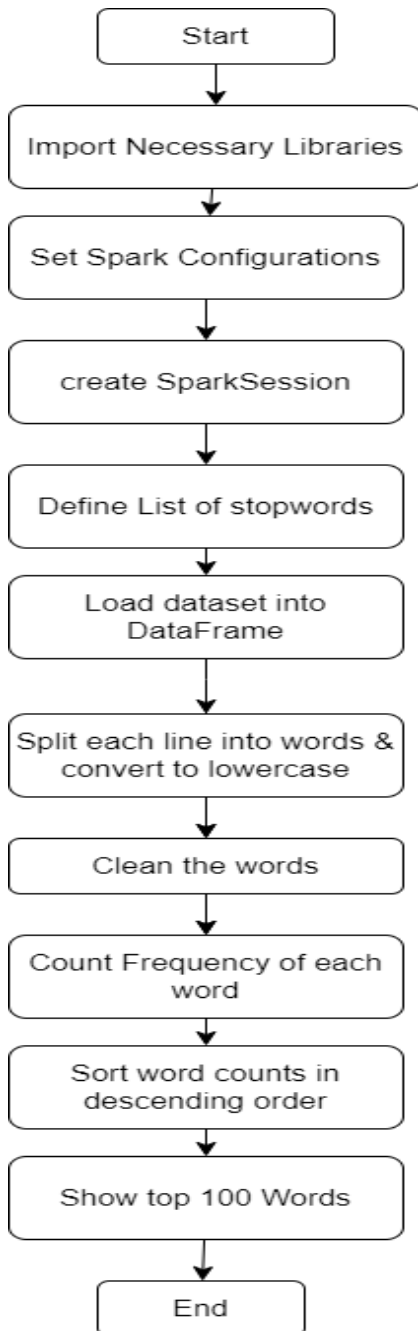 Start
Import Necessary Libraries
Set Spark Configurations
create SparkSession
Define List of stopwords
Load dataset into
DataFrame
Split each line into words &
convert to lowercase
Clean the words
Count Frequency of each
word
Sort word counts in
descending order
Show top 100 Words
End